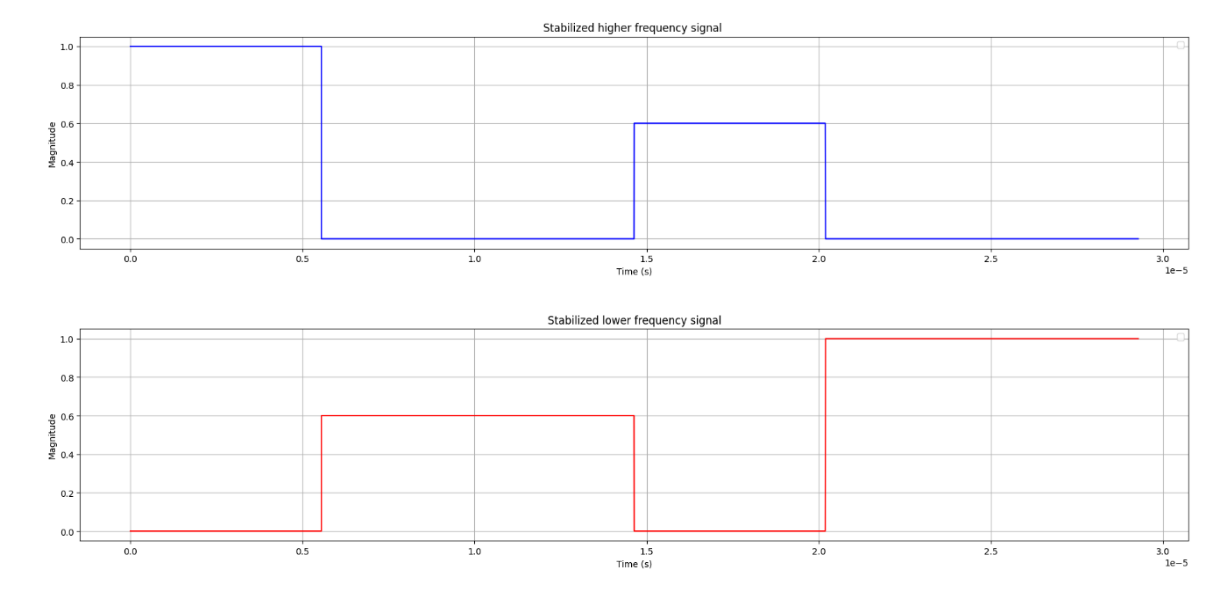 Stabilized higher frequency signal
1.0
0.8
0.6
0.4
0.2
0.0
Magnitude
0.0 0.5 1.0 1.5 2.0 2.5 3.0
Time (s)
1e−5
Stabilized lower frequency signal
1.0
0.8
0.6
0.4
0.2
0.0
Magnitude
0.0 0.5 1.0 1.5 2.0 2.5 3.0
Time (s)
1e−5